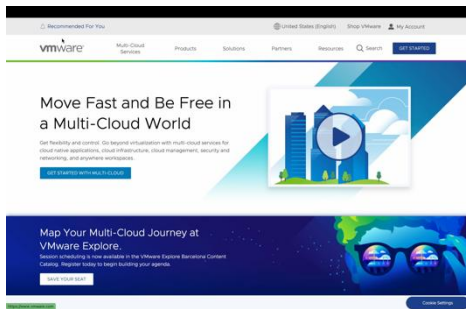 Recommended For You
United States (English) Shop VMware My Account
vmware
Multi-Cloud Services
Products
Solutions
Partners
Resources
Search
GET STARTED
Move Fast and Be Free in
a Multi-Cloud World
Get flexibility and control. Go beyond virtualization with multi-cloud services for
cloud native applications, cloud infrastructure, cloud management, security and
networking, and anywhere workspaces.
GET STARTED WITH MULTI-CLOUD
Map Your Multi-Cloud Journey at
VMware Explore.
Session scheduling is now available in the VMware Explore Barcelona Content
Catalog. Register today to begin building your agenda.
SAVE YOUR SEAT
Cookie Settings
https://www.vmware.com